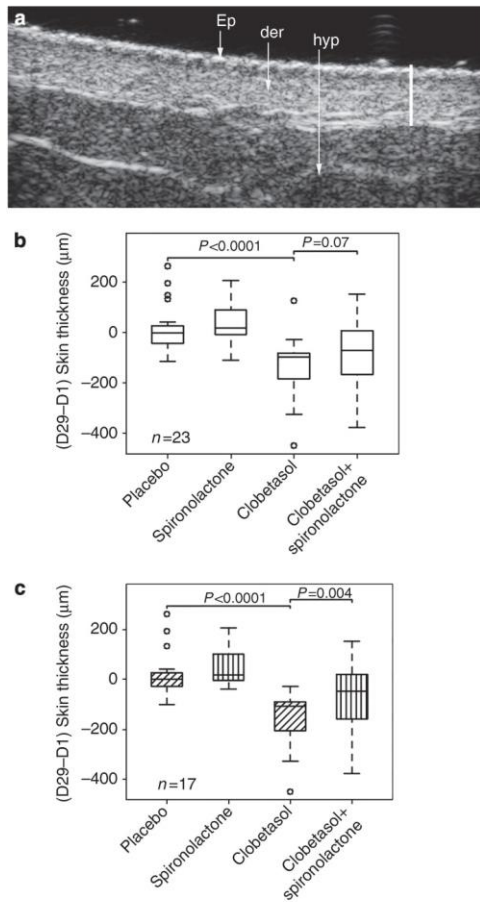 a
Ep
der
hyp
b
P<0.0001
P=0.07
(D29–D1) Skin thickness (μm)
200
0
−200
−400
n=23
Placebo
Spironolactone
Clobetasol
Clobetasol+
spironolactone
c
P<0.0001
P=0.004
(D29–D1) Skin thickness (μm)
200
0
−200
−400
n=17
Placebo
Spironolactone
Clobetasol
Clobetasol+
spironolactone